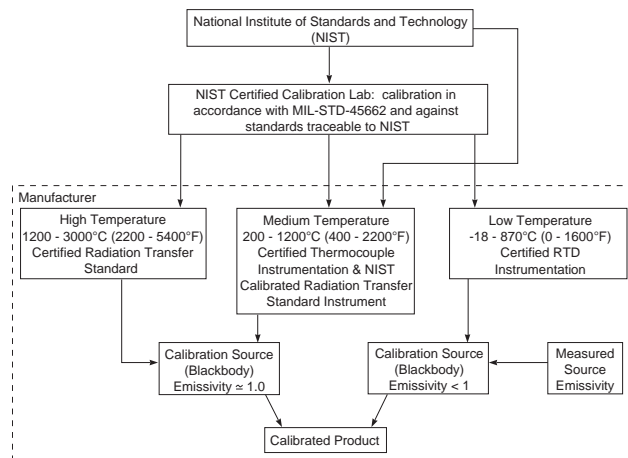 National Institute of Standards and Technology
(NIST)
NIST Certified Calibration Lab: calibration in
accordance with MIL-STD-45662 and against
standards traceable to NIST
Manufacturer
High Temperature
1200 - 3000°C (2200 - 5400°F)
Certified Radiation Transfer
Standard
Medium Temperature
200 - 1200°C (400 - 2200°F)
Certified Thermocouple
Instrumentation & NIST
Calibrated Radiation Transfer
Standard Instrument
Low Temperature
-18 - 870°C (0 - 1600°F)
Certified RTD
Instrumentation
Calibration Source
(Blackbody)
Emissivity ≃ 1.0
Calibration Source
(Blackbody)
Emissivity < 1
Measured
Source
Emissivity
Calibrated Product